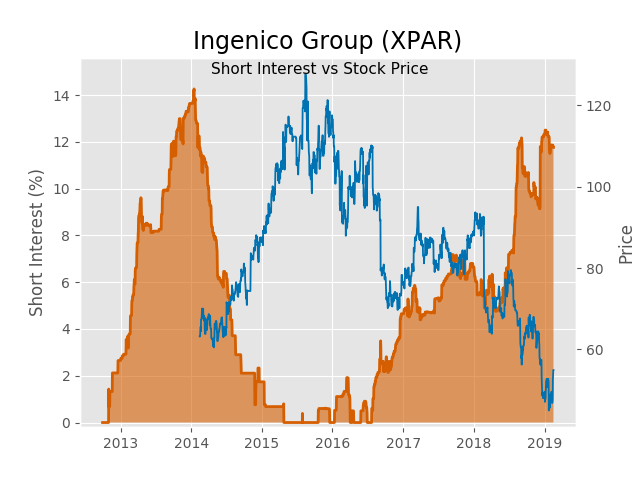 Ingenico Group (XPAR)
Short Interest vs Stock Price
Short Interest (%)
14
12
10
8
6
4
2
0
120
100
80
60
Price
2013 2014 2015 2016 2017 2018 2019